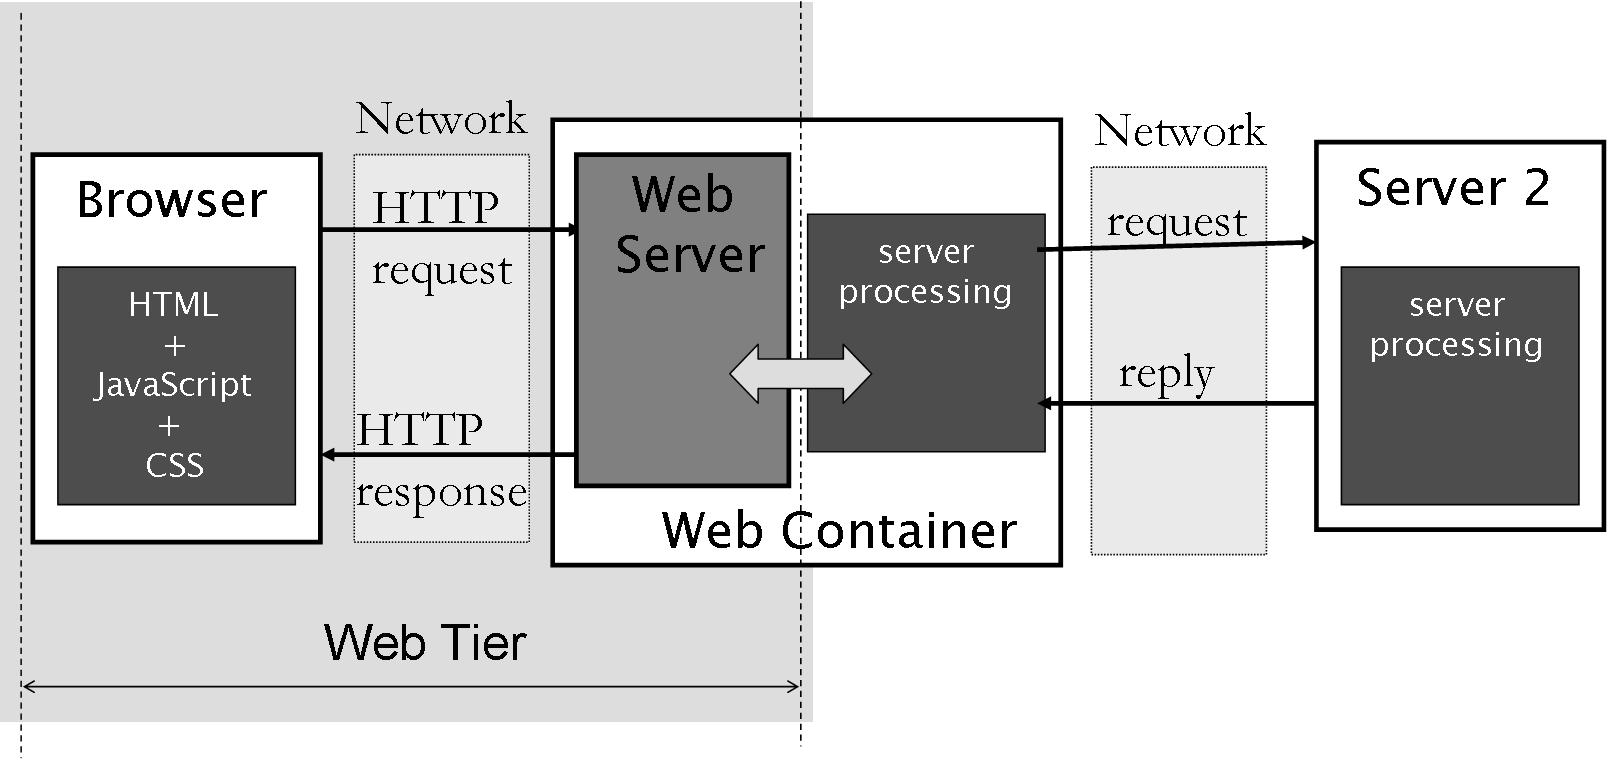 Network
Browser
HTML
+
JavaScript
+
CSS
HTTP
request
HTTP
response
Web
Server
server
processing
Web Container
Network
request
reply
Server 2
server
processing
Web Tier